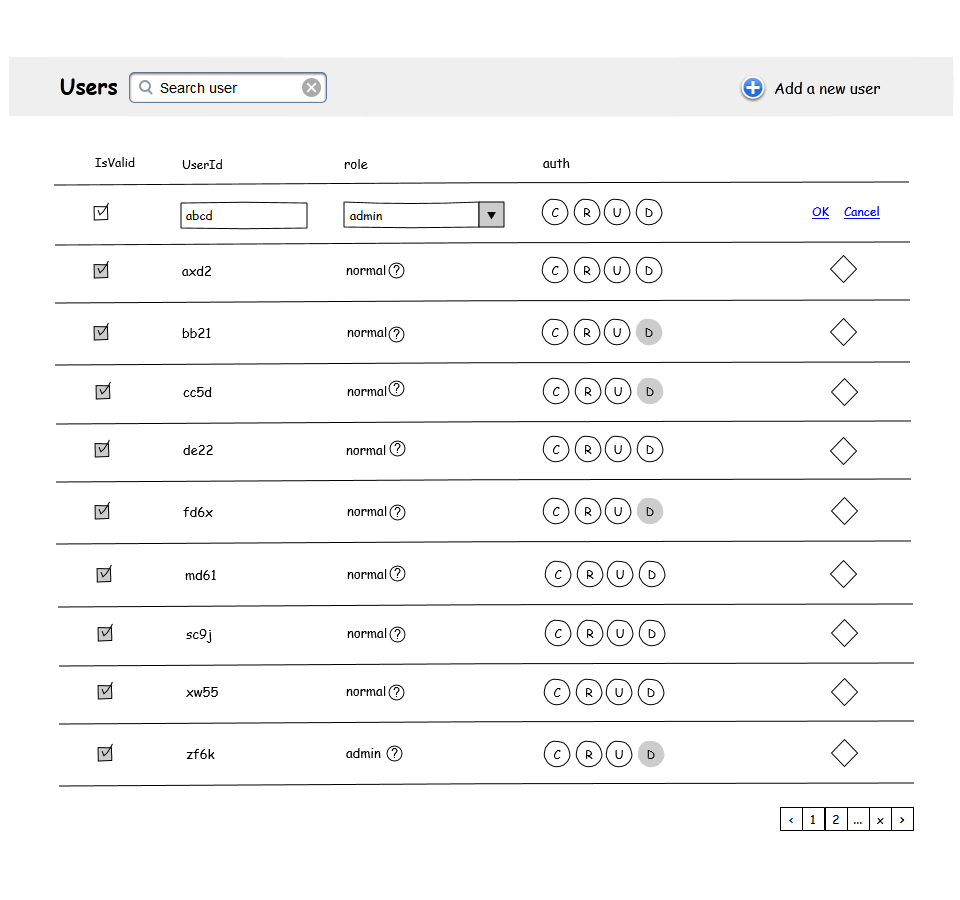 Users Search user Add a new user
IsValid UserId role auth
abcd admin C R U D OK Cancel
axd2 normal ? C R U D
bb21 normal ? C R U D
cc5d normal ? C R U D
de22 normal ? C R U D
fd6x normal ? C R U D
md61 normal ? C R U D
sc9j normal ? C R U D
xw55 normal ? C R U D
zf6k admin ? C R U D
< 1 2 ... x >